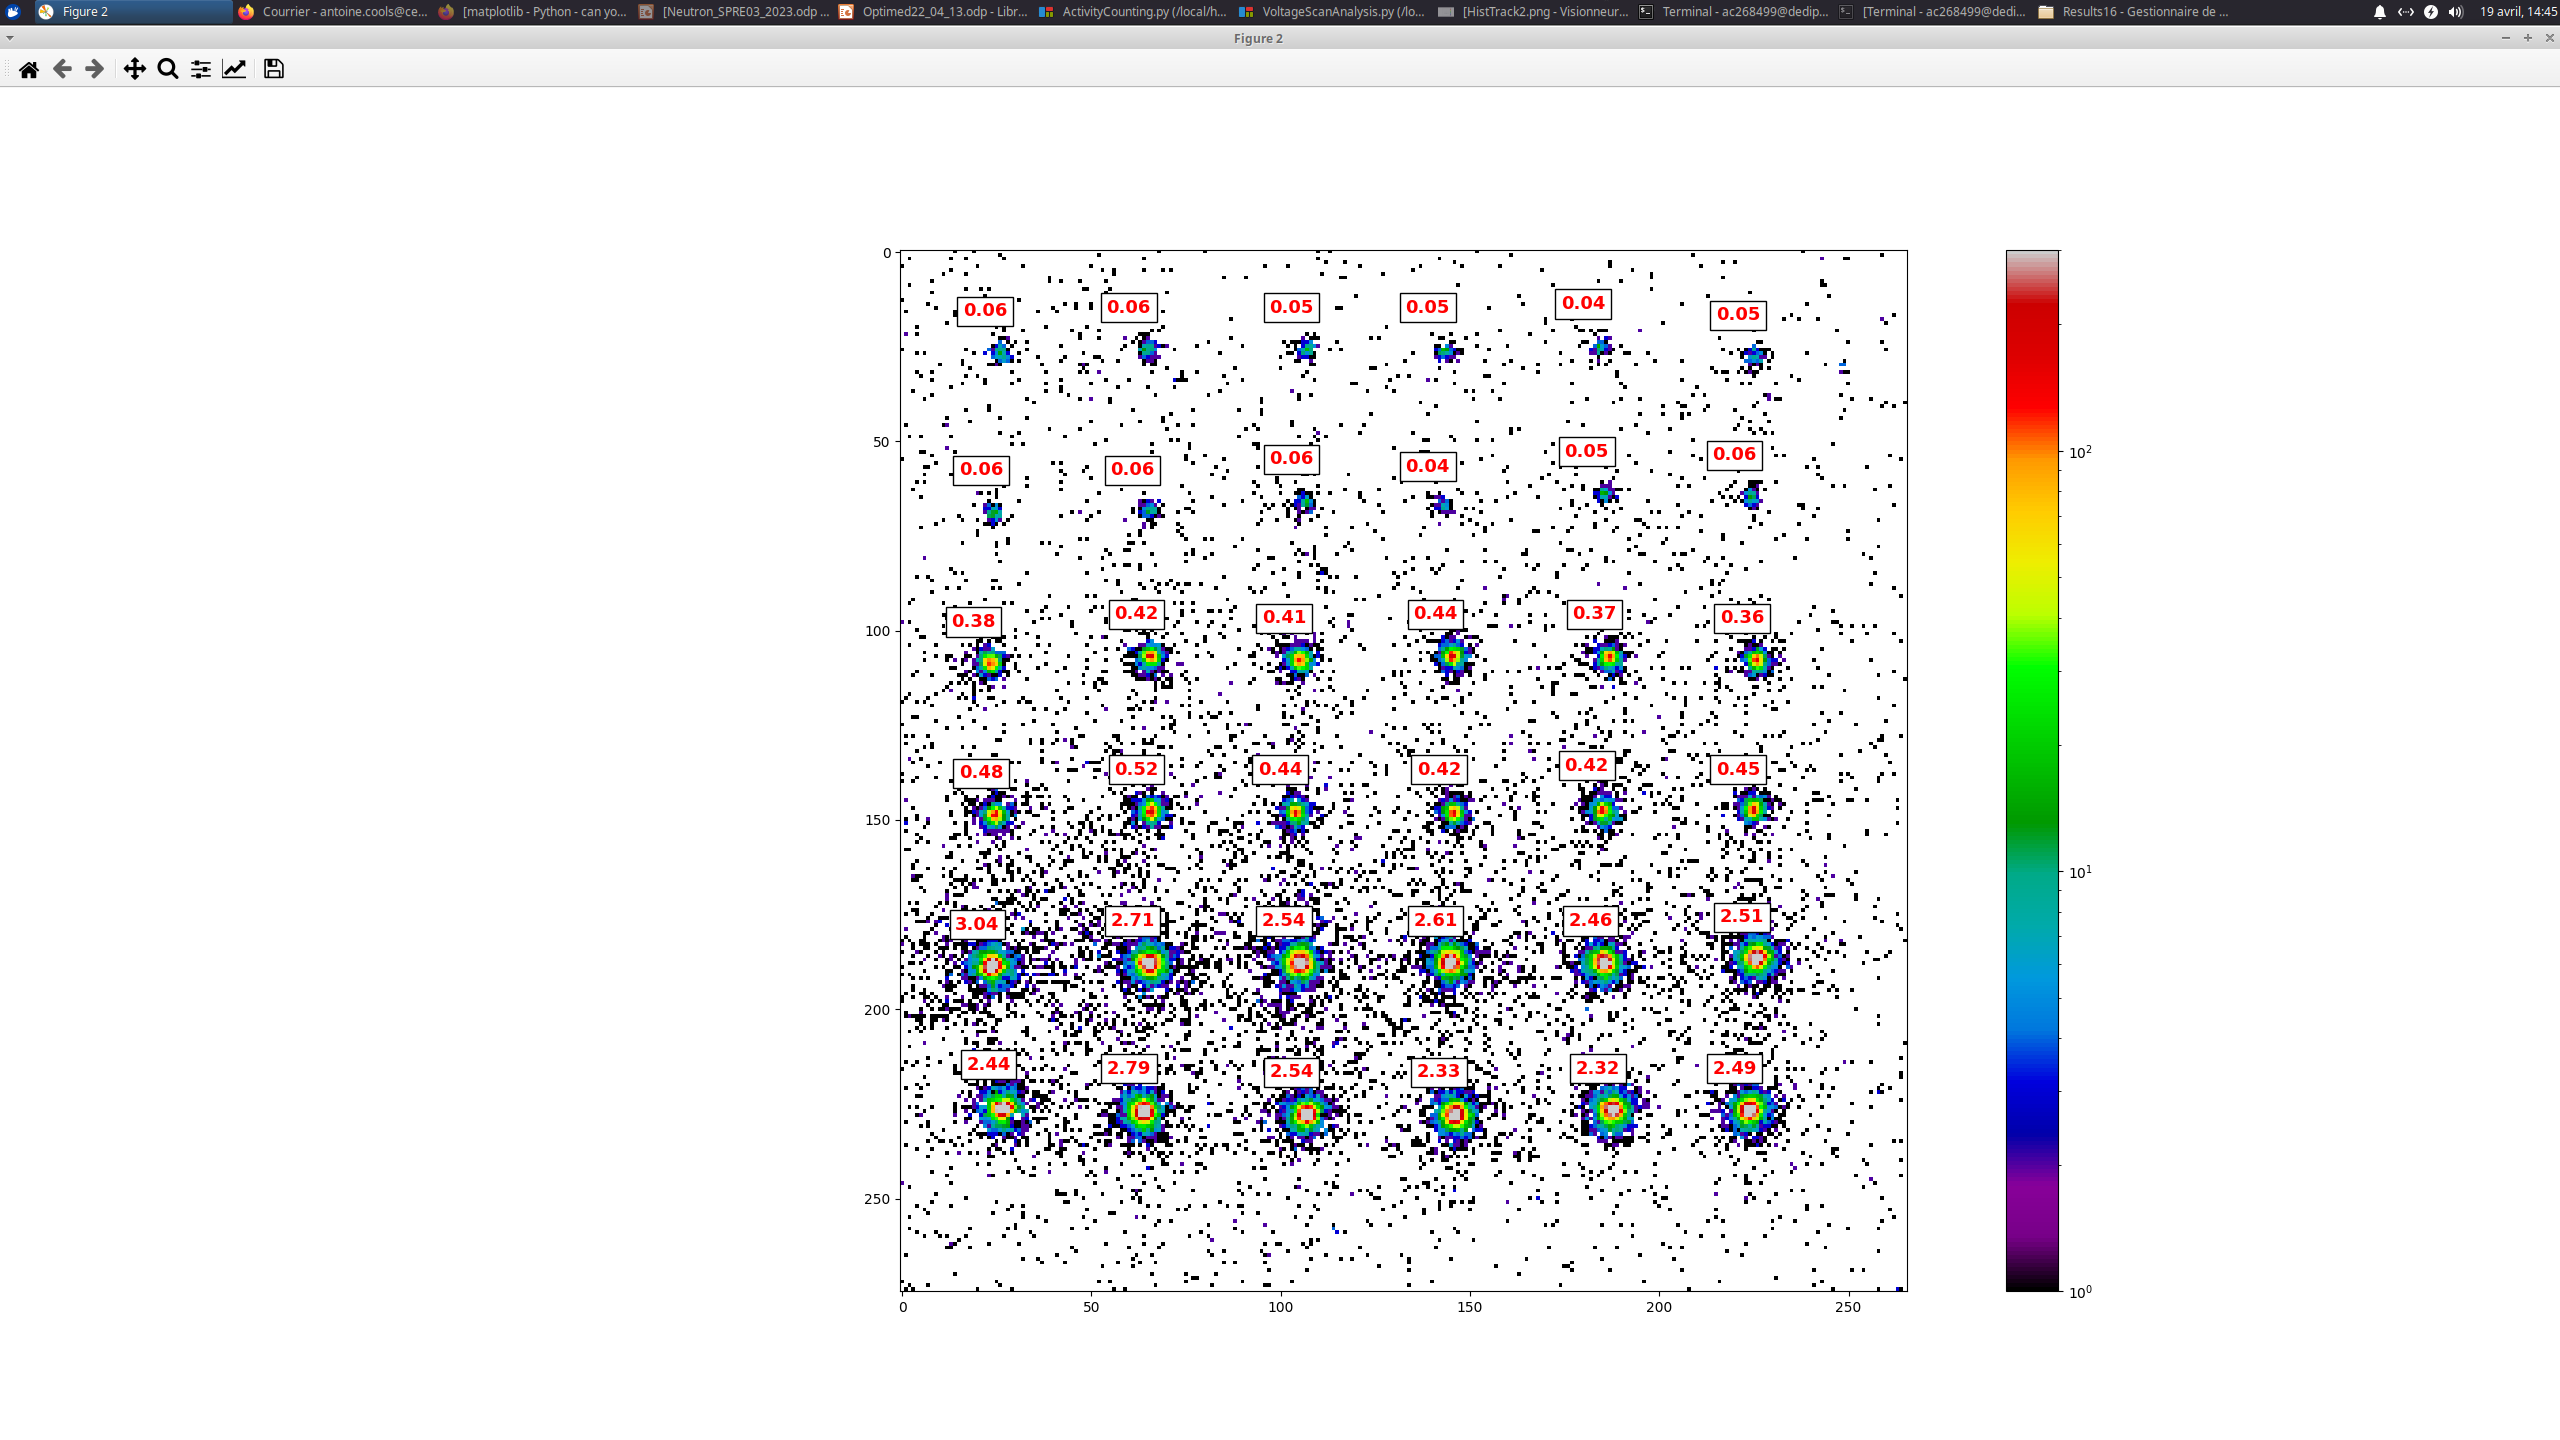 Figure 2
Courrier - antoine.cools@ce...
[matplotlib - Python - can yo...
[Neutron_SPRE03_2023.odp ...
Optimed22_04_13.odp - Libr...
ActivityCounting.py (/local/h...
VoltageScanAnalysis.py (/lo...
[HistTrack2.png - Visionneur...
Terminal - ac268499@dedip...
[Terminal - ac268499@dedi...
Results16 - Gestionnaire de ...
19 avril, 14:45
Figure 2
0.06 0.06 0.05 0.05 0.04 0.05
0.06 0.06 0.06 0.04 0.05 0.06
0.38 0.42 0.41 0.44 0.37 0.36
0.48 0.52 0.44 0.42 0.42 0.45
3.04 2.71 2.54 2.61 2.46 2.51
2.44 2.79 2.54 2.33 2.32 2.49
0
50
100
150
200
250
0 50 100 150 200 250
10²
10¹
10⁰